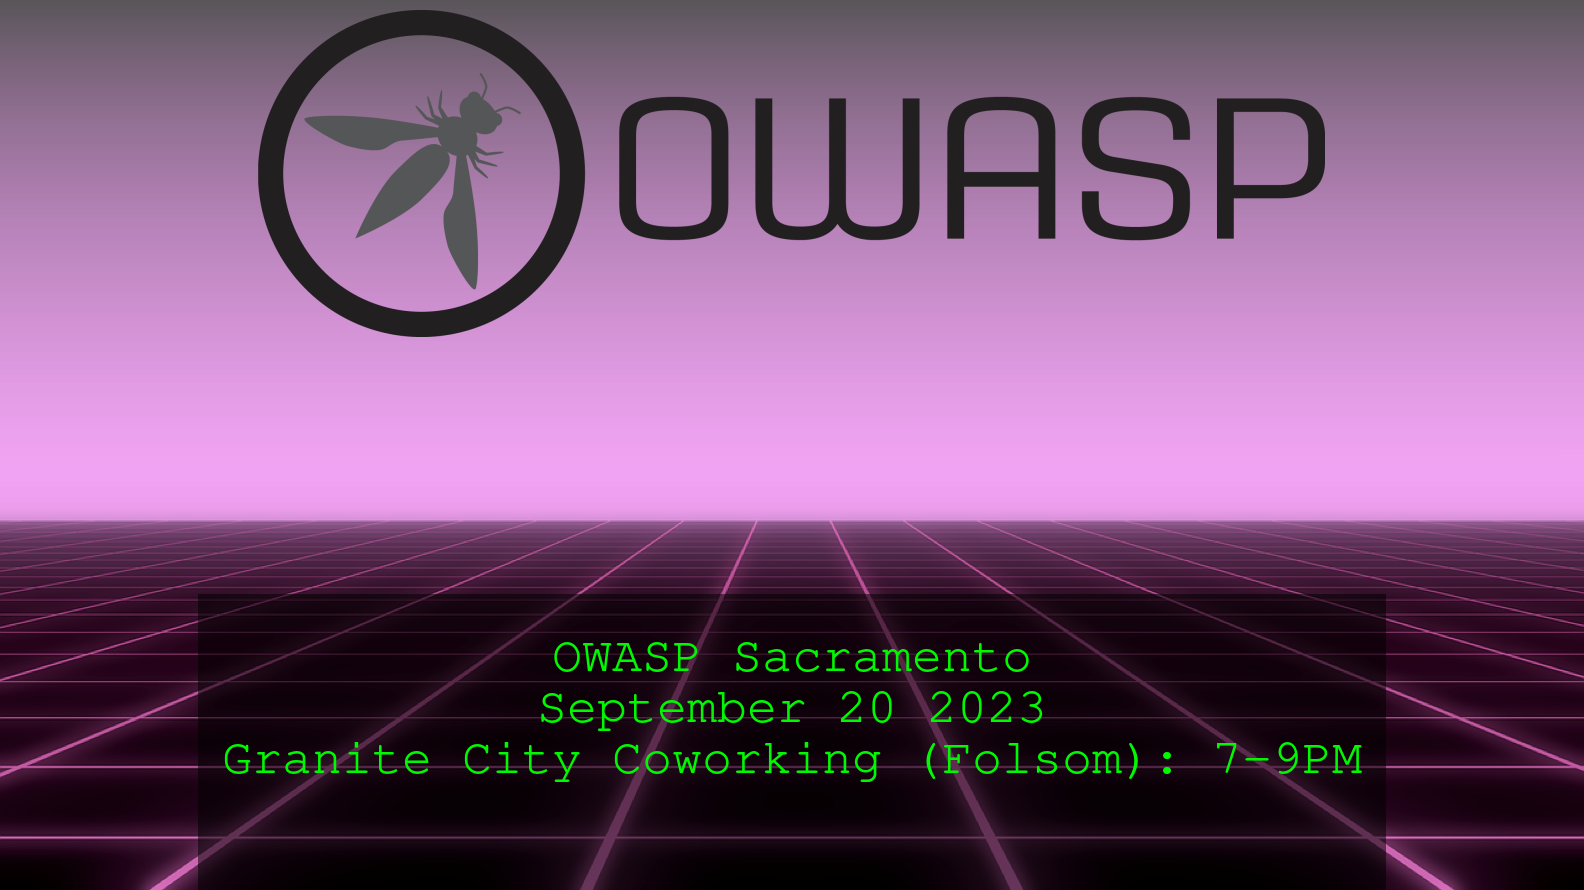 OWASP
OWASP Sacramento
September 20 2023
Granite City Coworking (Folsom): 7-9PM